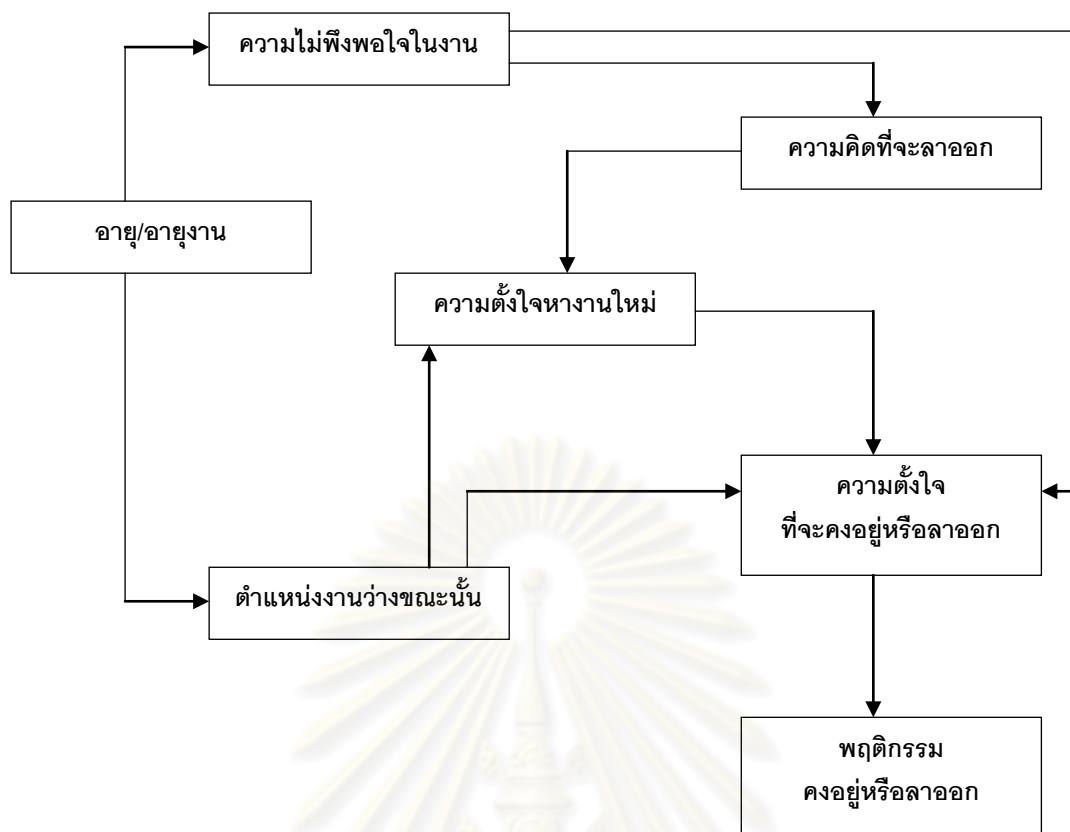 ความไม่พึงพอใจในงาน
ความคิดที่จะลาออก
อายุ/อายุงาน
ความตั้งใจหางานใหม่
ความตั้งใจ
ที่จะคงอยู่หรือลาออก
ตำแหน่งงานว่างขณะนั้น
พฤติกรรม
คงอยู่หรือลาออก